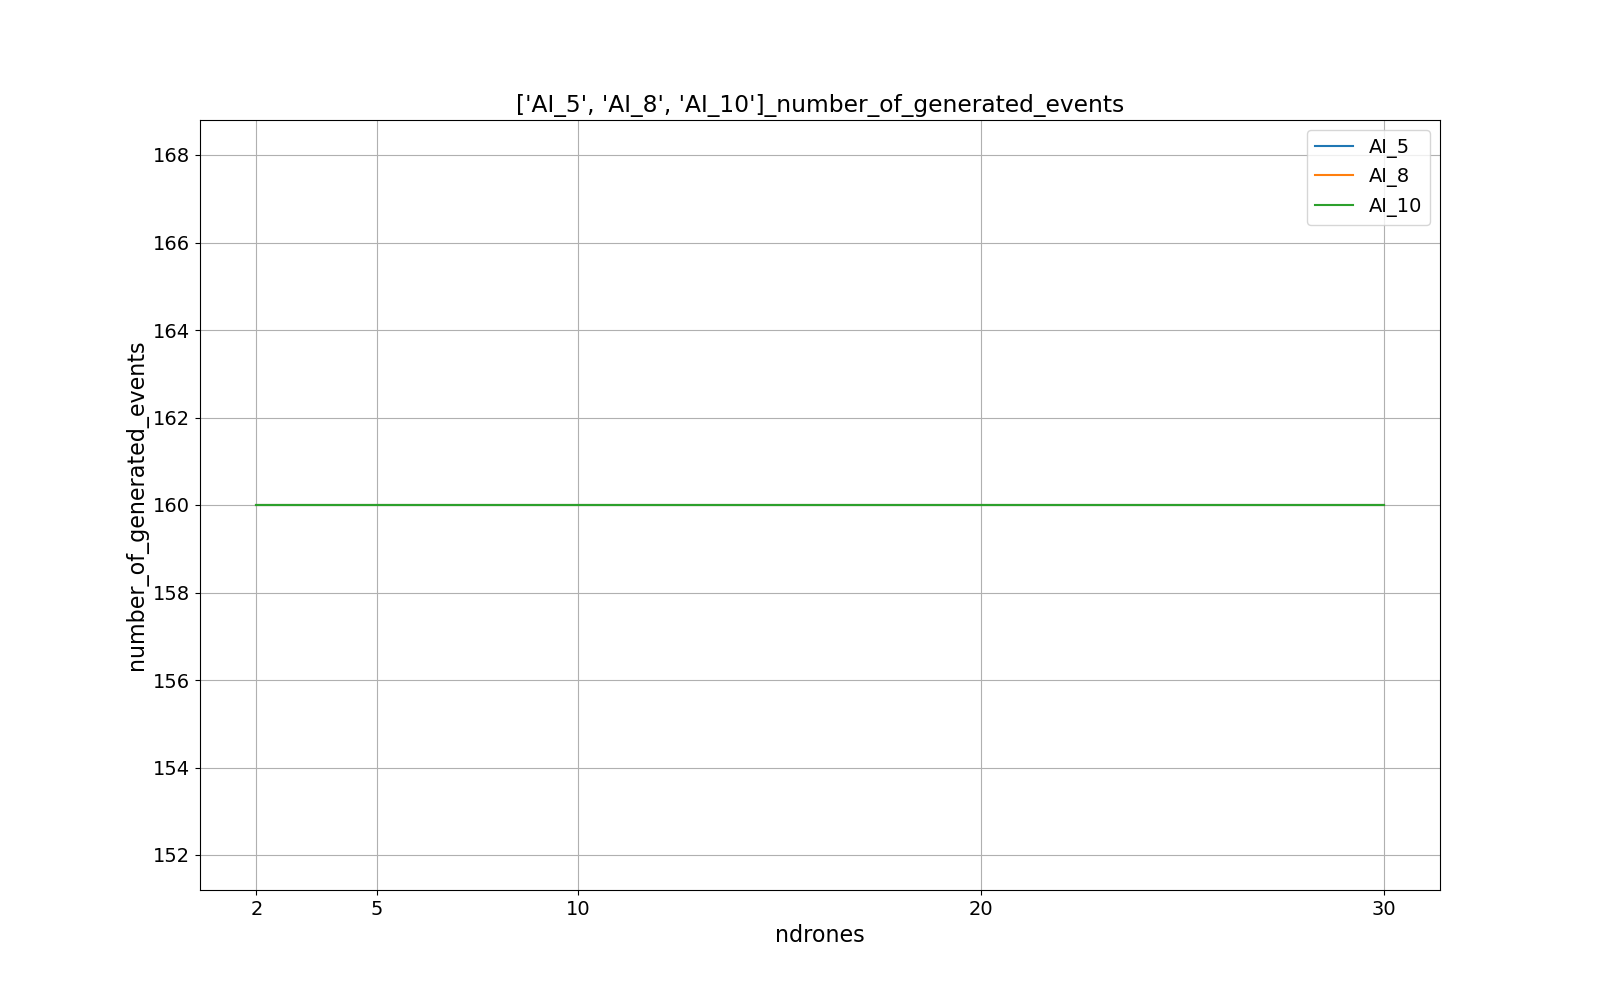 ['AI_5', 'AI_8', 'AI_10']_number_of_generated_events
AI_5
AI_8
AI_10
number_of_generated_events
168
166
164
162
160
158
156
154
152
2 5 10 20 30
ndrones